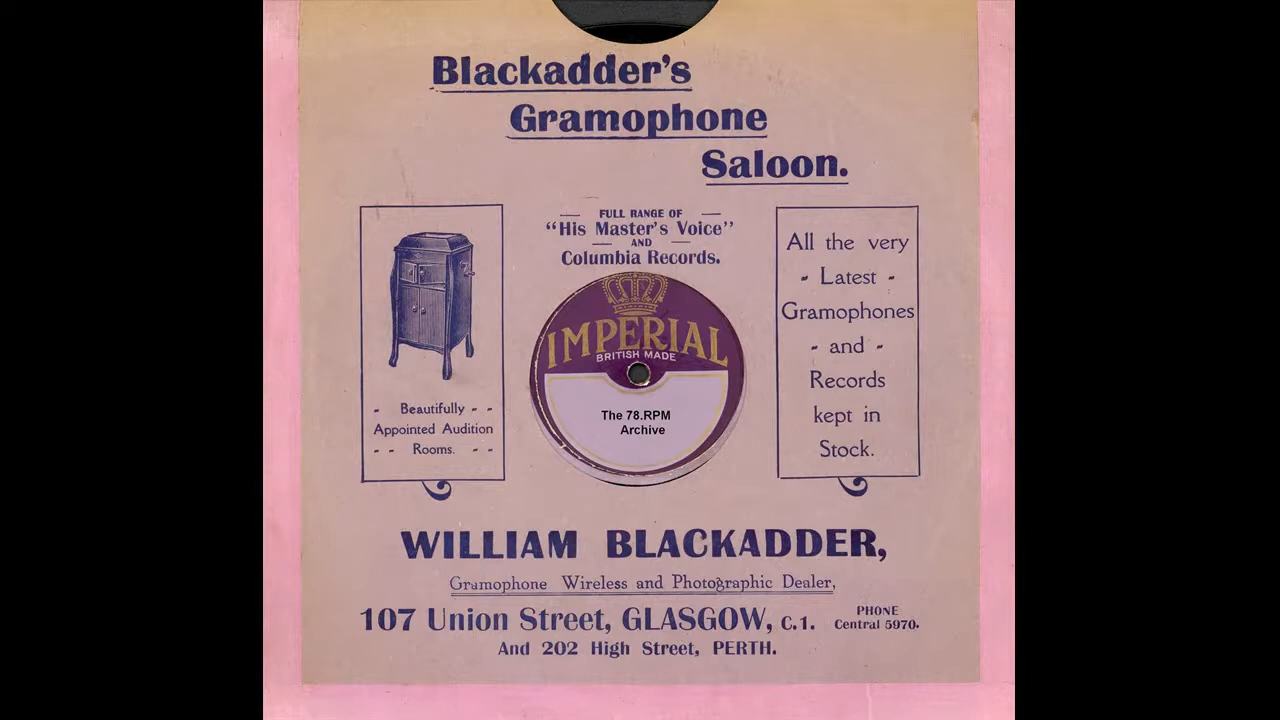 Blackadder's
Gramophone
Saloon.
FULL RANGE OF
"His Master's Voice"
AND
Columbia Records.
IMPERIAL
BRITISH MADE
The 78.RPM
Archive
- Beautifully - -
Appointed Audition
- - Rooms. - -
All the very
- Latest -
Gramophones
- and -
Records
kept in
Stock.
WILLIAM BLACKADDER,
Gramophone Wireless and Photographic Dealer,
107 Union Street, GLASGOW, C.1.
PHONE
Central 5970.
And 202 High Street, PERTH.